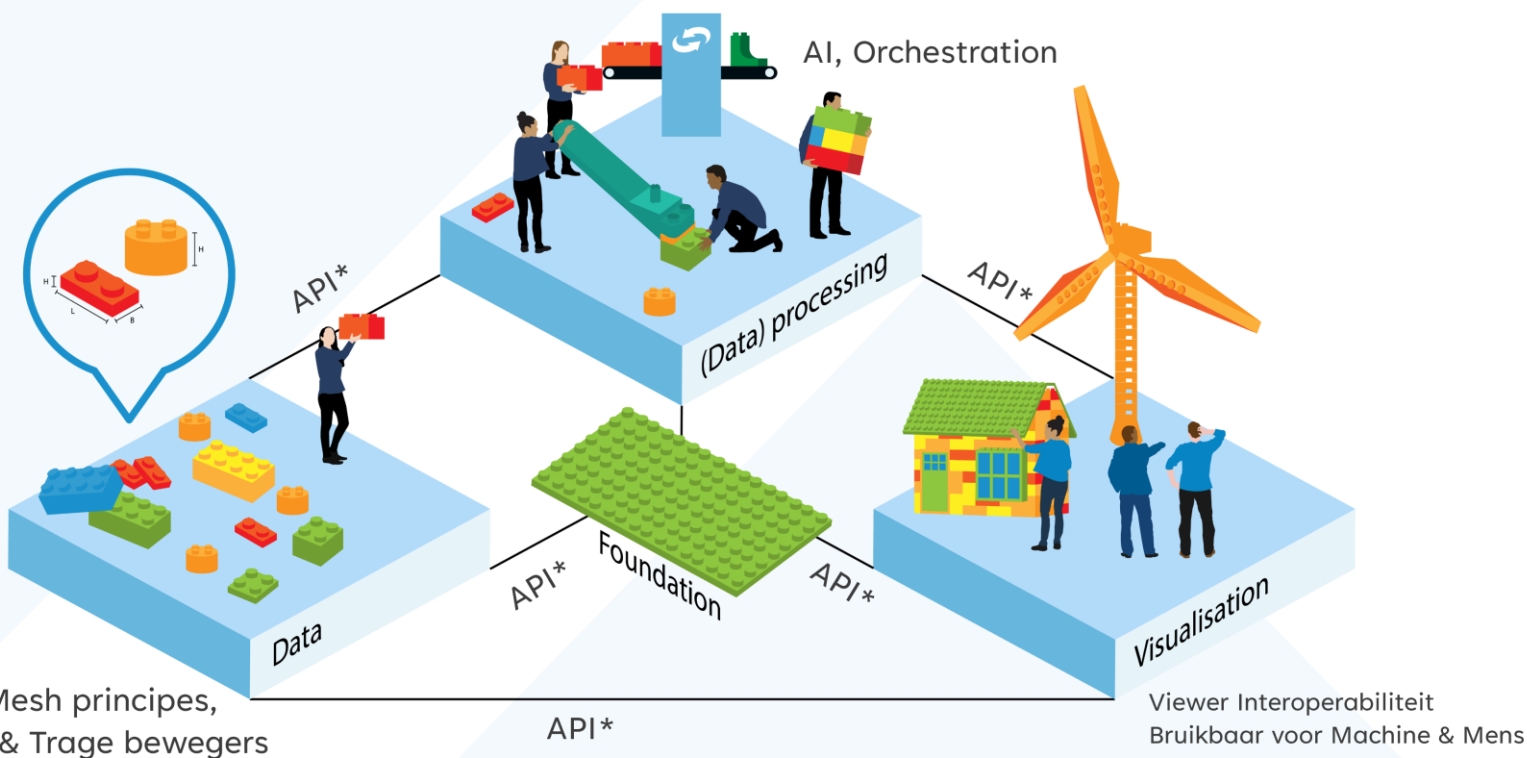 AI, Orchestration
H
H
L
B
API*
API*
(Data) processing
Foundation
API*
API*
Data
Visualisation
Mesh principes,
& Trage bewegers
API*
Viewer Interoperabiliteit
Bruikbaar voor Machine & Mens